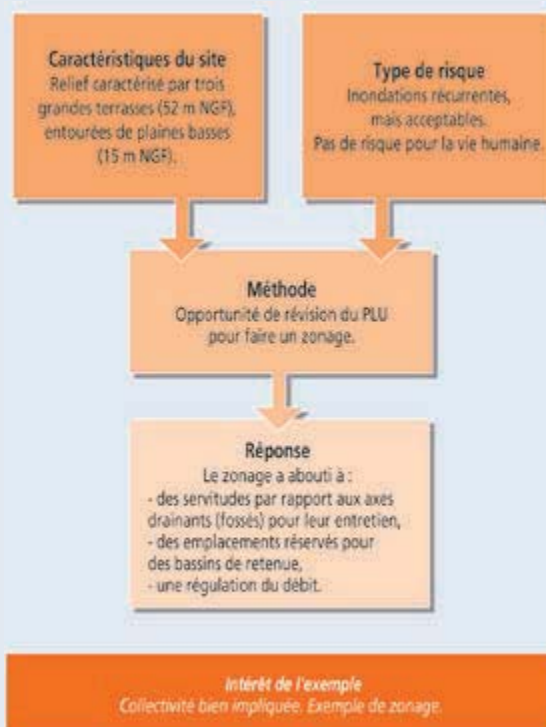 Caractéristiques du site
Relief caractérisé par trois
grandes terrasses (52 m NGF),
entourées de plaines basses
(15 m NGF).
Type de risque
Inondations récurrentes,
mais acceptables.
Pas de risque pour la vie humaine.
Méthode
Opportunité de révision du PLU
pour faire un zonage.
Réponse
Le zonage a abouti à :
- des servitudes par rapport aux axes
drainants (fossés) pour leur entretien,
- des emplacements réservés pour
des bassins de retenue,
- une régulation du débit.
Intérêt de l'exemple
Collectivité bien impliquée. Exemple de zonage.